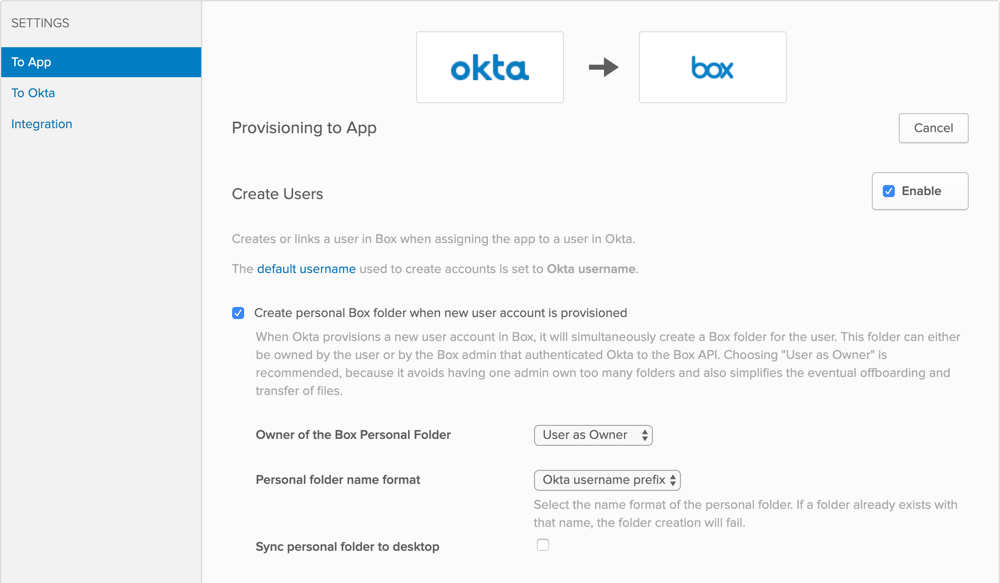 SETTINGS
To App
To Okta
Integration
okta
box
Provisioning to App
Cancel
Create Users
Enable
Creates or links a user in Box when assigning the app to a user in Okta.
The default username used to create accounts is set to Okta username.
Create personal Box folder when new user account is provisioned
When Okta provisions a new user account in Box, it will simultaneously create a Box folder for the user. This folder can either
be owned by the user or by the Box admin that authenticated Okta to the Box API. Choosing "User as Owner" is
recommended, because it avoids having one admin own too many folders and also simplifies the eventual offboarding and
transfer of files.
Owner of the Box Personal Folder
User as Owner
Personal folder name format
Okta username prefix
Select the name format of the personal folder. If a folder already exists with
that name, the folder creation will fail.
Sync personal folder to desktop